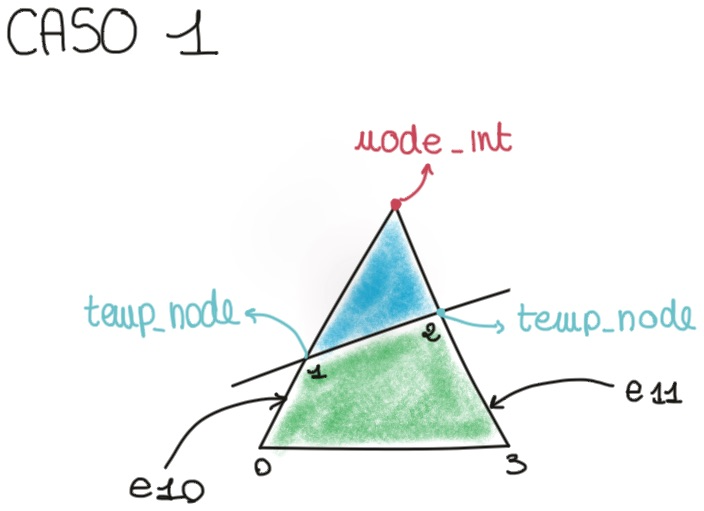 CASO 1
node_int
temp_node
temp_node
2
1
e11
0
3
e10